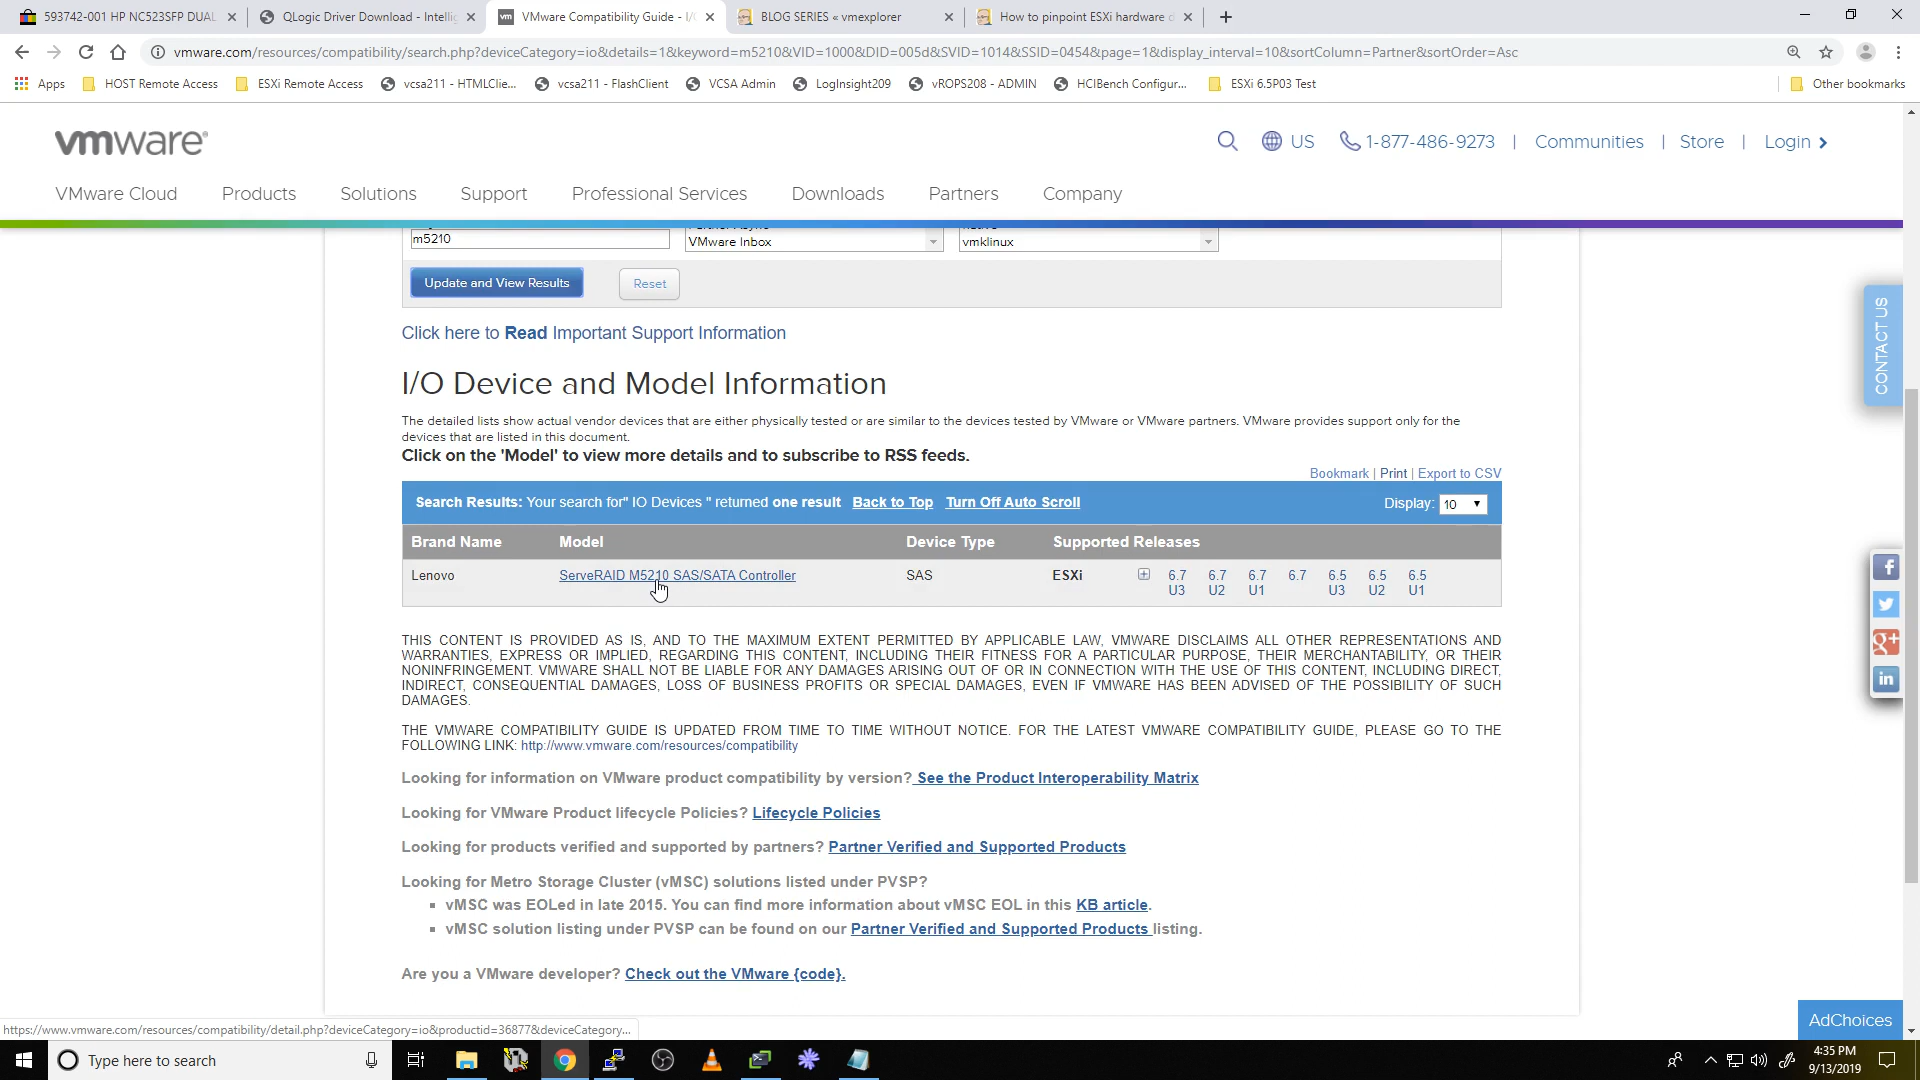 593742-001 HP NC523SFP DUAL
QLogic Driver Download - Intellig
VMware Compatibility Guide - I/
BLOG SERIES « vmexplorer
How to pinpoint ESXi hardware d
vmware.com/resources/compatibility/search.php?deviceCategory=io&details=1&keyword=m5210&VID=1000&DID=005d&SVID=1014&SSID=0454&page=1&display_interval=10&sortColumn=Partner&sortOrder=Asc
Apps
HOST Remote Access
ESXi Remote Access
vcsa211 - HTMLClie...
vcsa211 - FlashClient
VCSA Admin
LogInsight209
vROPS208 - ADMIN
HCIBench Configur...
ESXi 6.5P03 Test
Other bookmarks
vmware
US
1-877-486-9273 | Communities | Store | Login
VMware Cloud Products Solutions Support Professional Services Downloads Partners Company
m5210
VMware Inbox
vmklinux
Update and View Results
Reset
Click here to Read Important Support Information
I/O Device and Model Information
The detailed lists show actual vendor devices that are either physically tested or are similar to the devices tested by VMware or VMware partners. VMware provides support only for the
devices that are listed in this document.
Click on the 'Model' to view more details and to subscribe to RSS feeds.
Bookmark | Print | Export to CSV
Search Results: Your search for" IO Devices " returned one result Back to Top Turn Off Auto Scroll
Display: 10
Brand Name Model Device Type Supported Releases
Lenovo ServeRAID M5210 SAS/SATA Controller SAS ESXi 6.7 6.7 6.7 6.7 6.5 6.5 6.5
U3 U2 U1 U3 U2 U1
THIS CONTENT IS PROVIDED AS IS, AND TO THE MAXIMUM EXTENT PERMITTED BY APPLICABLE LAW, VMWARE DISCLAIMS ALL OTHER REPRESENTATIONS AND
WARRANTIES, EXPRESS OR IMPLIED, REGARDING THIS CONTENT, INCLUDING THEIR FITNESS FOR A PARTICULAR PURPOSE, THEIR MERCHANTABILITY, OR THEIR
NONINFRINGEMENT. VMWARE SHALL NOT BE LIABLE FOR ANY DAMAGES ARISING OUT OF OR IN CONNECTION WITH THE USE OF THIS CONTENT, INCLUDING DIRECT,
INDIRECT, CONSEQUENTIAL DAMAGES, LOSS OF BUSINESS PROFITS OR SPECIAL DAMAGES, EVEN IF VMWARE HAS BEEN ADVISED OF THE POSSIBILITY OF SUCH
DAMAGES.
THE VMWARE COMPATIBILITY GUIDE IS UPDATED FROM TIME TO TIME WITHOUT NOTICE. FOR THE LATEST VMWARE COMPATIBILITY GUIDE, PLEASE GO TO THE
FOLLOWING LINK: http://www.vmware.com/resources/compatibility
Looking for information on VMware product compatibility by version? See the Product Interoperability Matrix
Looking for VMware Product lifecycle Policies? Lifecycle Policies
Looking for products verified and supported by partners? Partner Verified and Supported Products
Looking for Metro Storage Cluster (vMSC) solutions listed under PVSP?
vMSC was EOLed in late 2015. You can find more information about vMSC EOL in this KB article.
vMSC solution listing under PVSP can be found on our Partner Verified and Supported Products listing.
Are you a VMware developer? Check out the VMware {code}.
CONTACT US
AdChoices
https://www.vmware.com/resources/compatibility/detail.php?deviceCategory=io&productid=36877&deviceCategory...
Type here to search
4:35 PM
9/13/2019